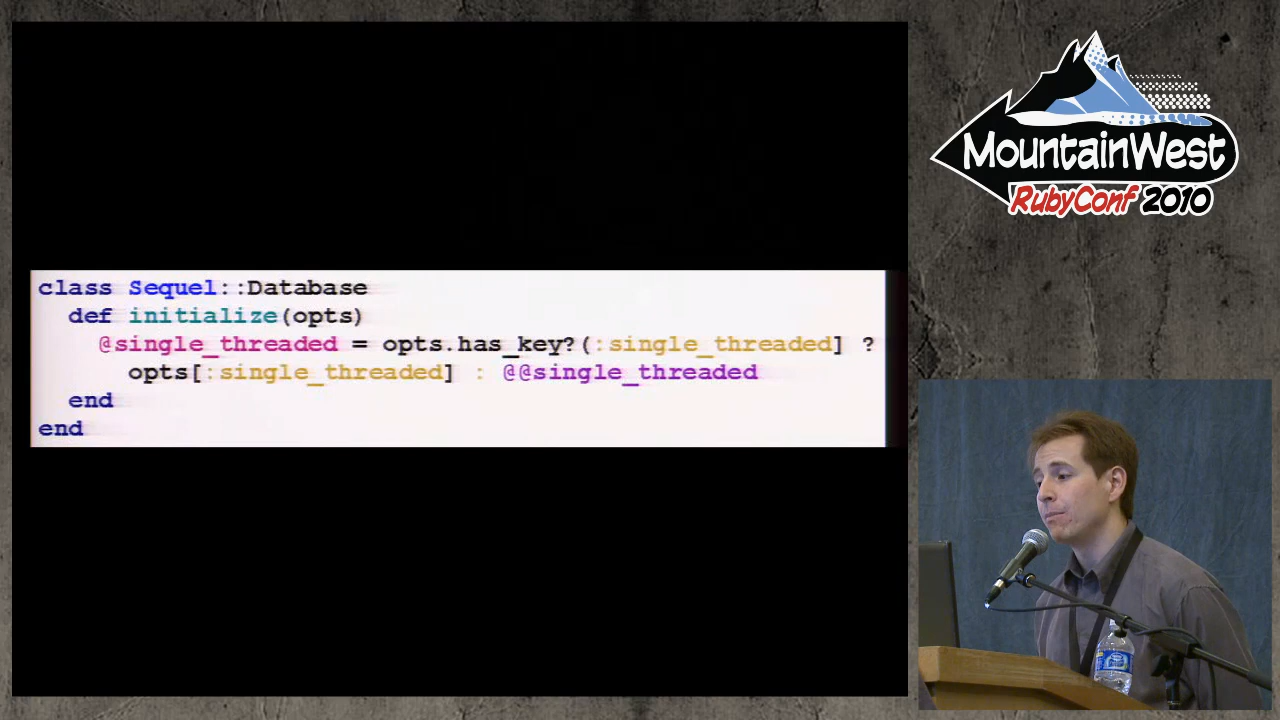 class Sequel::Database
def initialize(opts)
@single_threaded = opts.has_key?(:single_threaded] ?
opts[:single_threaded] : @@single_threaded
end
end
MountainWest
RubyConf 2010